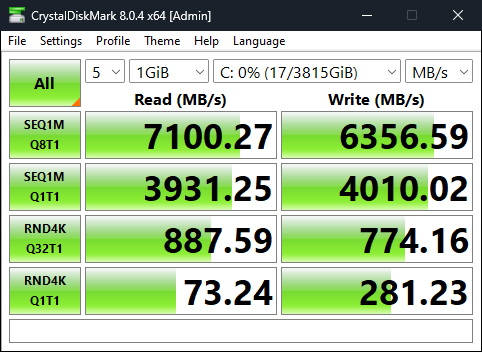 CrystalDiskMark 8.0.4 x64 [Admin]
File Settings Profile Theme Help Language
All 5 1GiB C: 0% (17/3815GiB) MB/s
Read (MB/s) Write (MB/s)
SEQ1M
Q8T1 7100.27 6356.59
SEQ1M
Q1T1 3931.25 4010.02
RND4K
Q32T1 887.59 774.16
RND4K
Q1T1 73.24 281.23